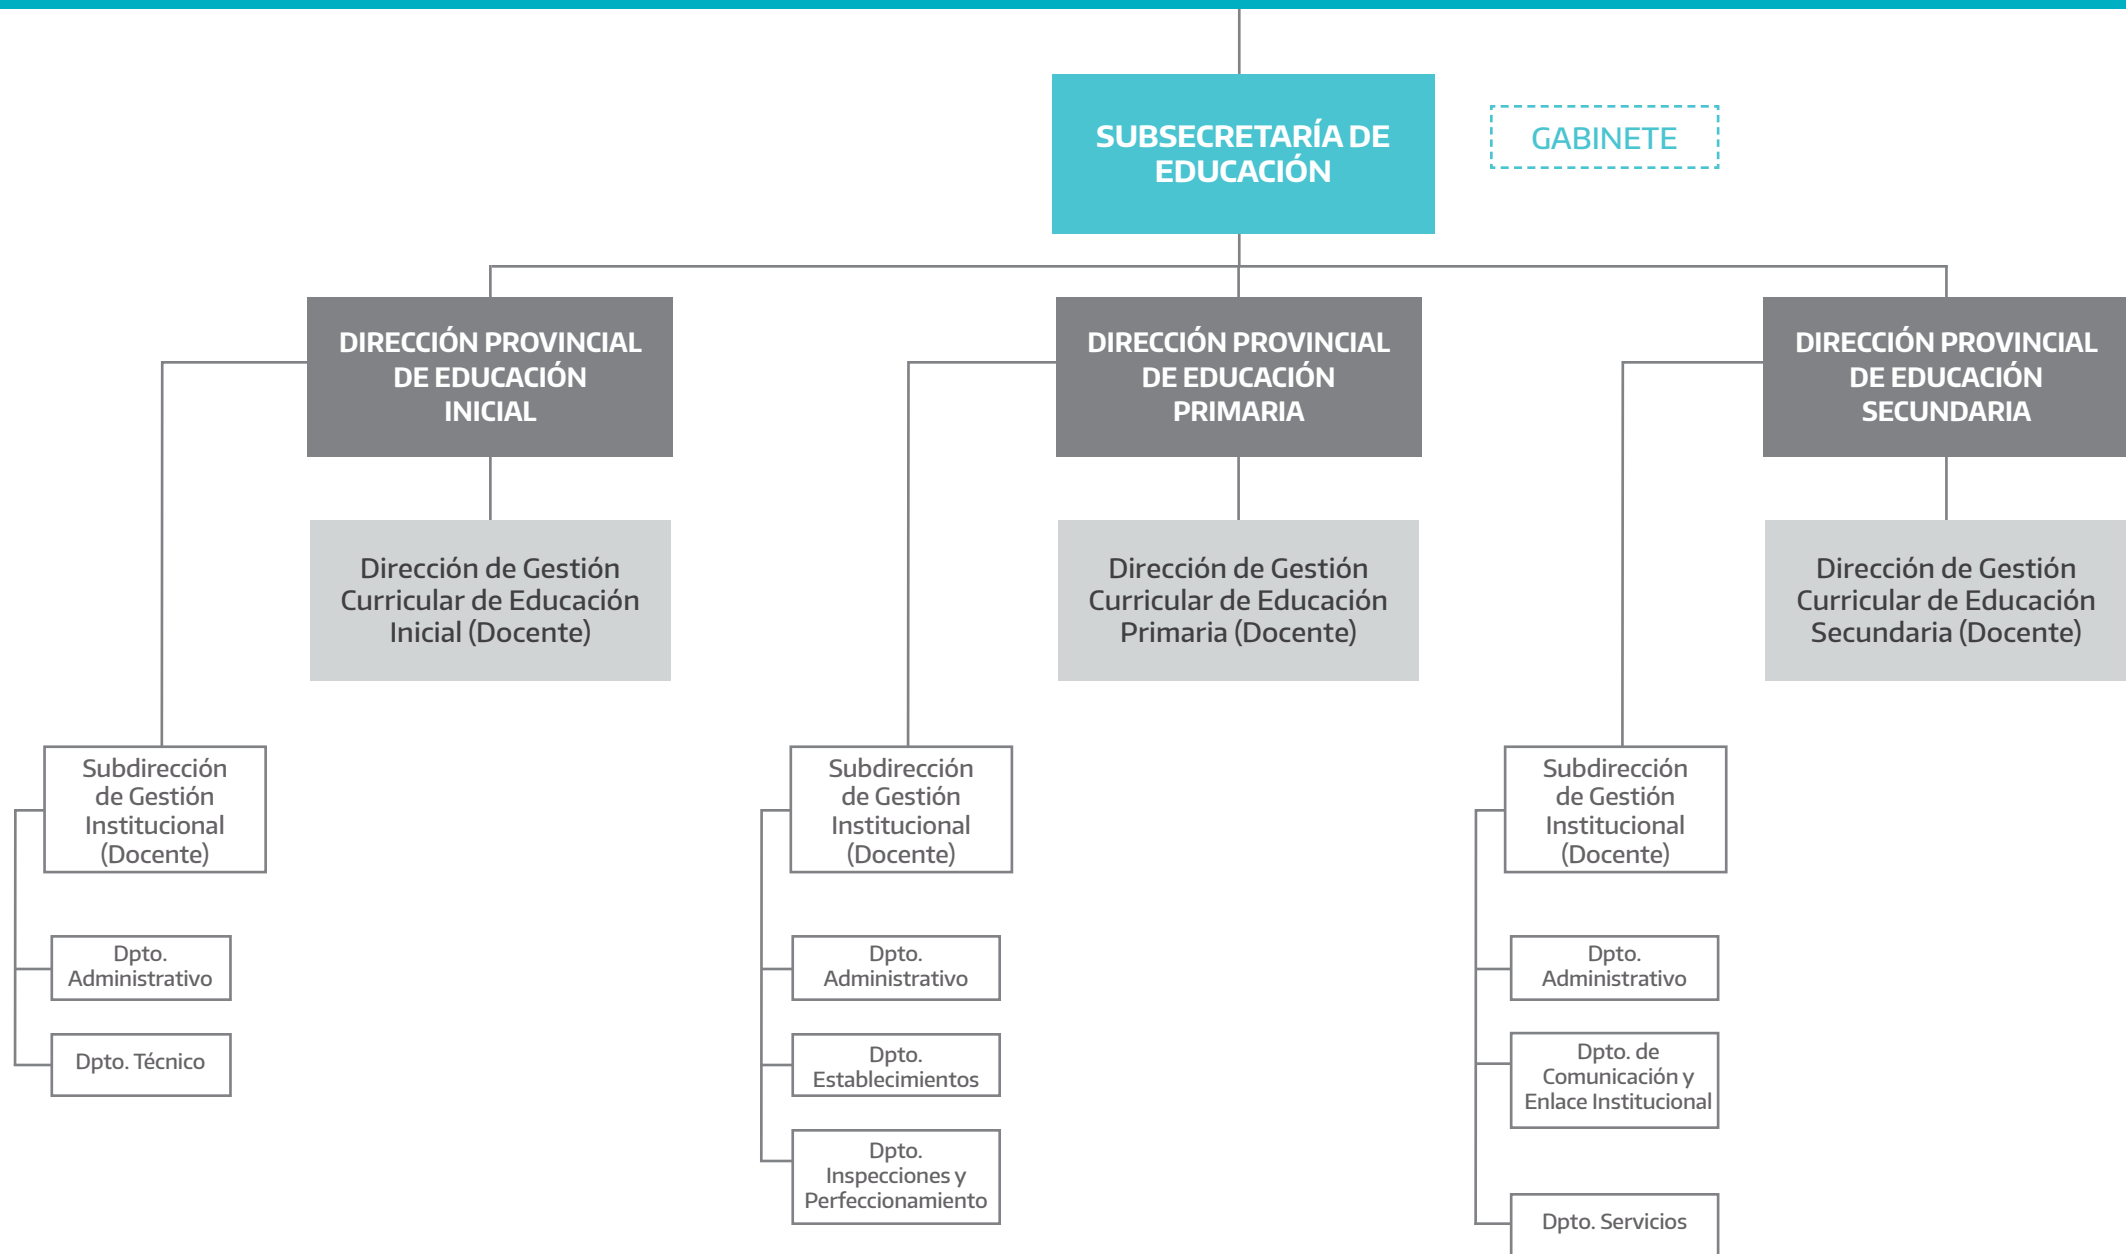 SUBSECRETARÍA DE
EDUCACIÓN
GABINETE
DIRECCIÓN PROVINCIAL
DE EDUCACIÓN
INICIAL
DIRECCIÓN PROVINCIAL
DE EDUCACIÓN
PRIMARIA
DIRECCIÓN PROVINCIAL
DE EDUCACIÓN
SECUNDARIA
Dirección de Gestión
Curricular de Educación
Inicial (Docente)
Dirección de Gestión
Curricular de Educación
Primaria (Docente)
Dirección de Gestión
Curricular de Educación
Secundaria (Docente)
Subdirección
de Gestión
Institucional
(Docente)
Dpto.
Administrativo
Dpto. Técnico
Subdirección
de Gestión
Institucional
(Docente)
Dpto.
Administrativo
Dpto.
Establecimientos
Dpto.
Inspecciones y
Perfeccionamiento
Subdirección
de Gestión
Institucional
(Docente)
Dpto.
Administrativo
Dpto. de
Comunicación y
Enlace Institucional
Dpto. Servicios